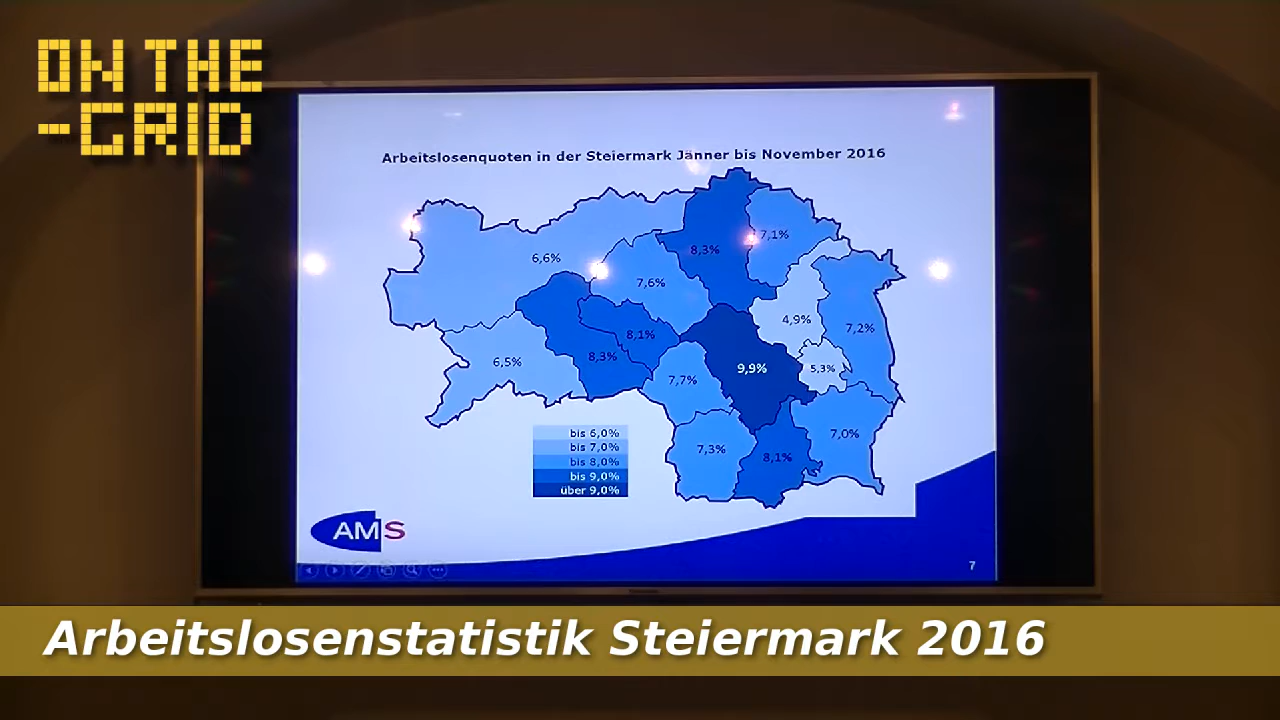 ON THE
-GRID
Arbeitslosenquoten in der Steiermark Jänner bis November 2016
7,1%
8,3%
6,6%
7,6%
4,9%
7,2%
8,1%
8,3%
6,5%
9,9%
5,3%
7,7%
7,0%
7,3%
8,1%
bis 6,0%
bis 7,0%
bis 8,0%
bis 9,0%
über 9,0%
AMS
7
Arbeitslosenstatistik Steiermark 2016